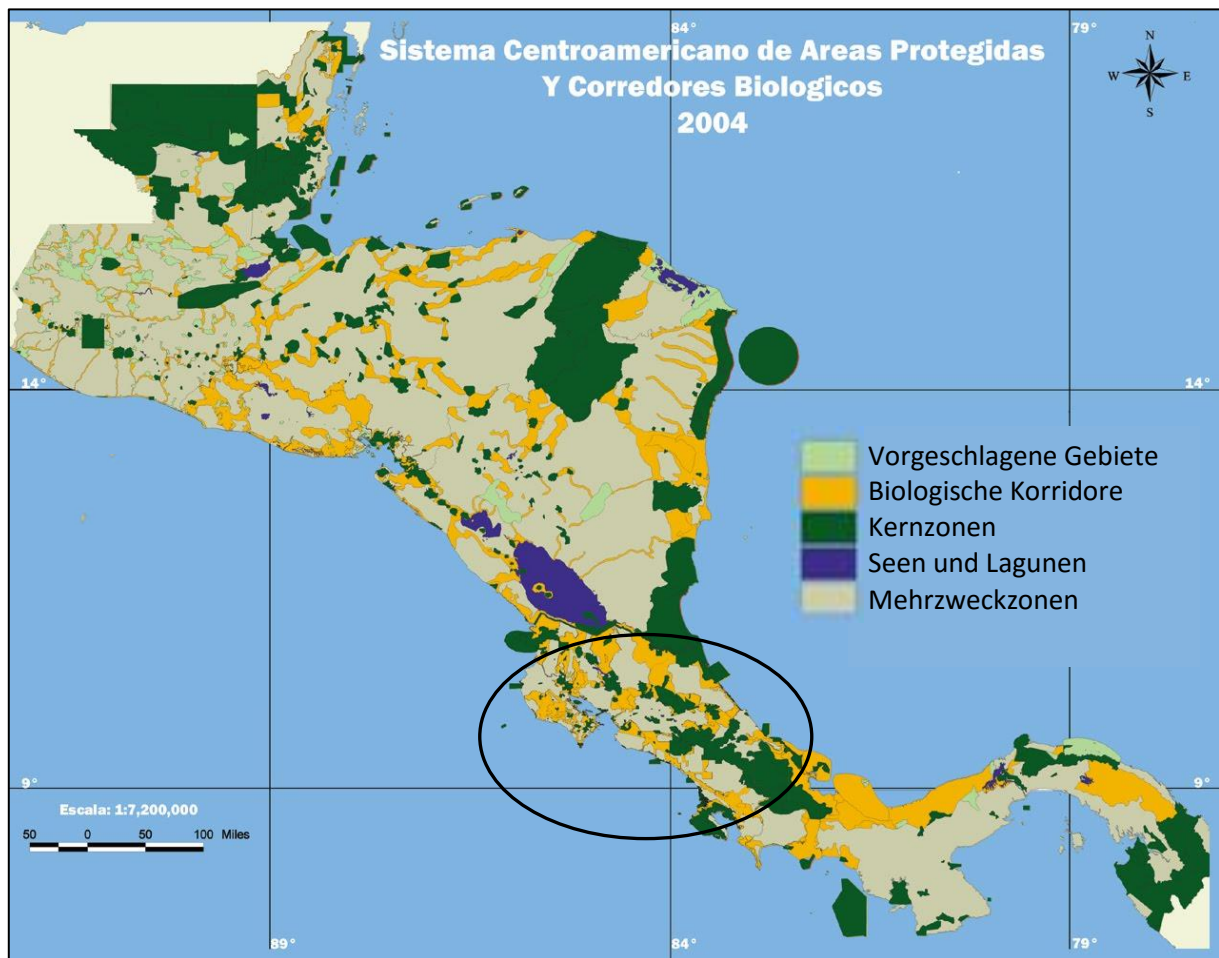 84°
79°
Sistema Centroamericano de Areas Protegidas
Y Corredores Biologicos
2004
N
W
E
S
14°
14°
Vorgeschlagene Gebiete
Biologische Korridore
Kernzonen
Seen und Lagunen
Mehrzweckzonen
9°
9°
Escala: 1:7,200,000
50 0 50 100 Miles
89°
84°
79°